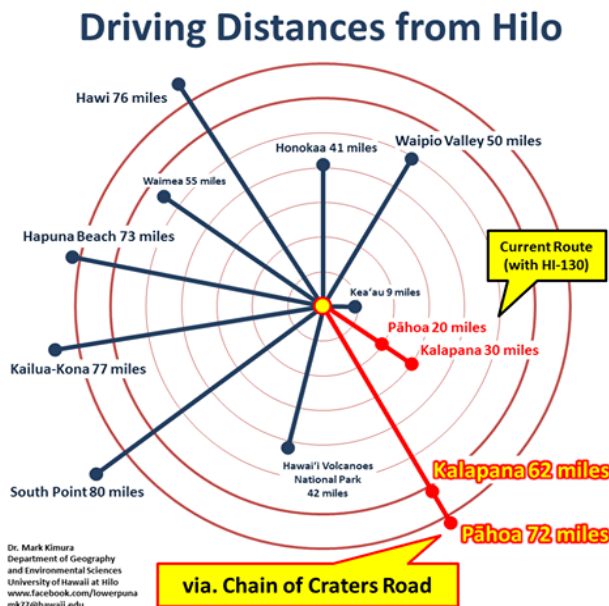 Driving Distances from Hilo
Hawi 76 miles
Honokaa 41 miles
Waipio Valley 50 miles
Waimea 55 miles
Hapuna Beach 73 miles
Current Route
(with HI-130)
Kea'au 9 miles
Pāhoa 20 miles
Kalapana 30 miles
Kailua-Kona 77 miles
Hawai'i Volcanoes
National Park
42 miles
Kalapana 62 miles
South Point 80 miles
Pāhoa 72 miles
via. Chain of Craters Road
Dr. Mark Kimura
Department of Geography
and Environmental Sciences
University of Hawaii at Hilo
www.facebook.com/lowerpuna
mk77@hawaii.edu